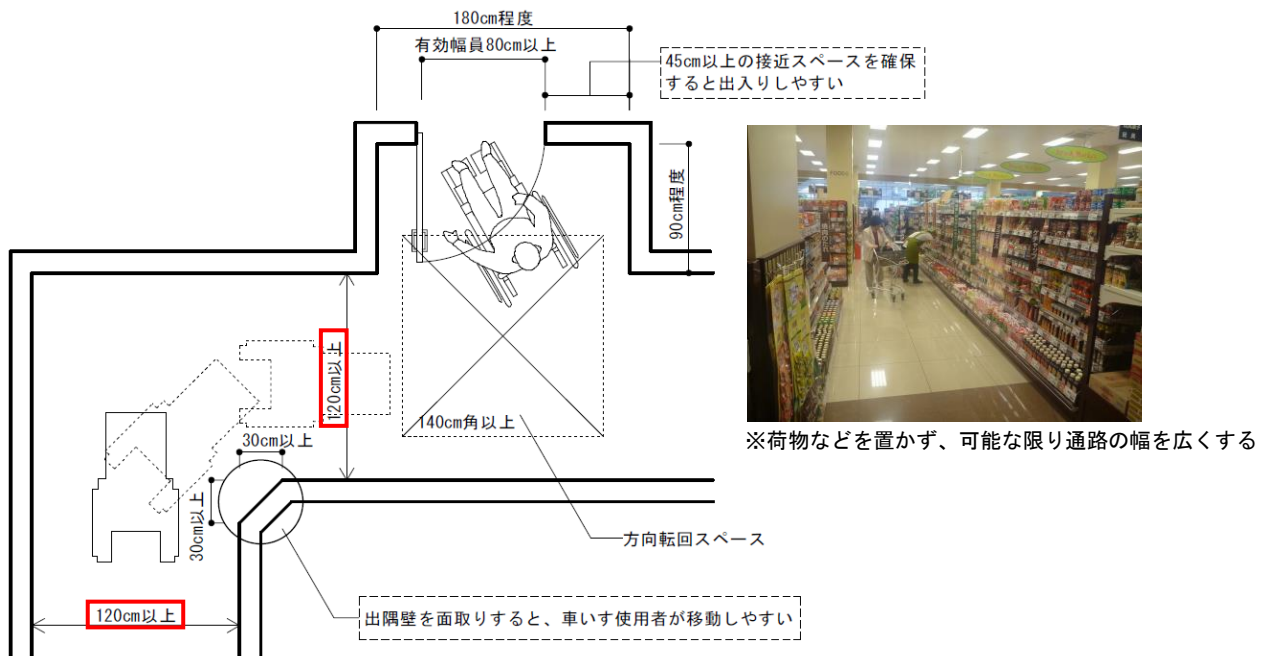 180cm程度
有効幅員80cm以上
45cm以上の接近スペースを確保
すると出入りしやすい
90cm程度
120cm以上
140cm角以上
30cm以上
30cm以上
※荷物などを置かず、可能な限り通路の幅を広くする
方向転回スペース
出隅壁を面取りすると、車いす使用者が移動しやすい
120cm以上